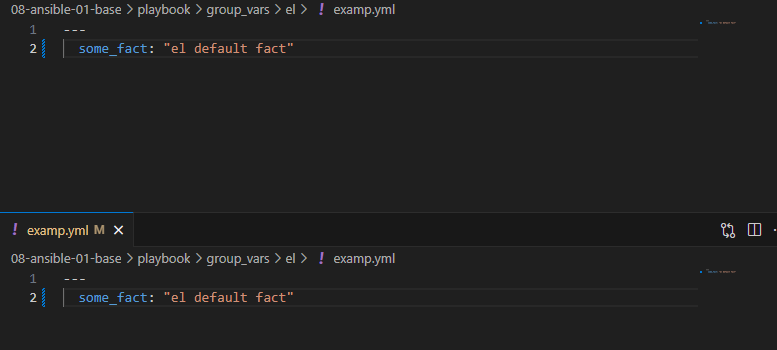 08-ansible-01-base > playbook > group_vars > el > ! examp.yml
1 ---
2 some_fact: "el default fact"
! examp.yml M ×
08-ansible-01-base > playbook > group_vars > el > ! examp.yml
1 ---
2 some_fact: "el default fact"